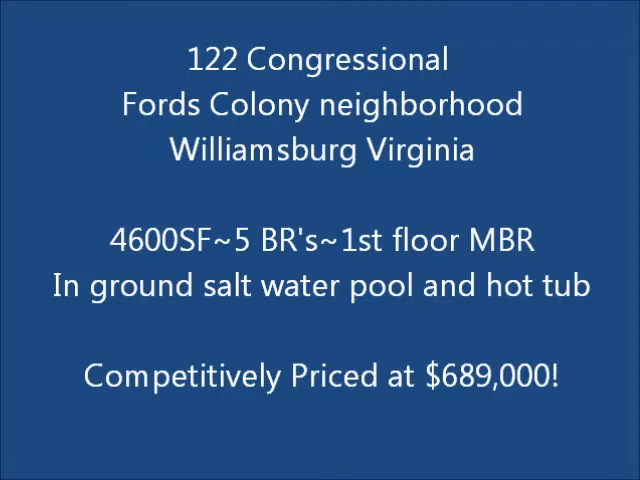 122 Congressional
Fords Colony neighborhood
Williamsburg Virginia
4600SF~5 BR's~1st floor MBR
In ground salt water pool and hot tub
Competitively Priced at $689,000!